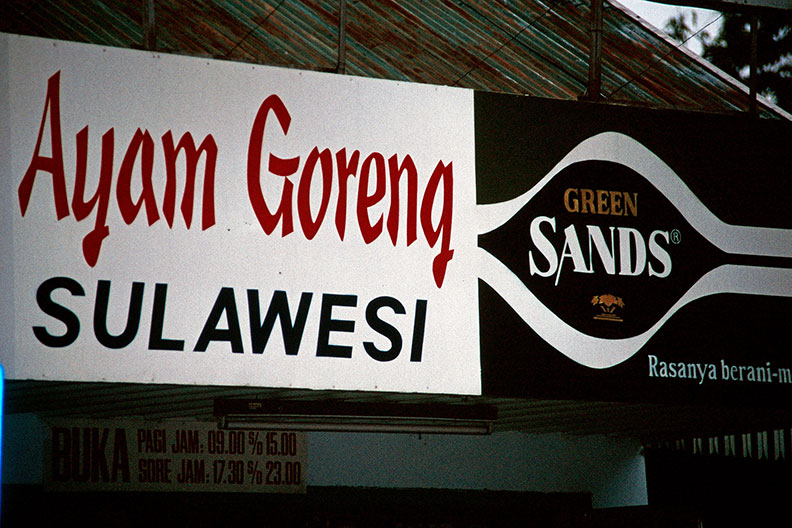 Ayam Goreng
SULAWESI
GREEN
SANDS®
Rasanya berani-m
BUKA
PAGI JAM: 09.00 S/D 15.00
SORE JAM: 17.30 S/D 23.00